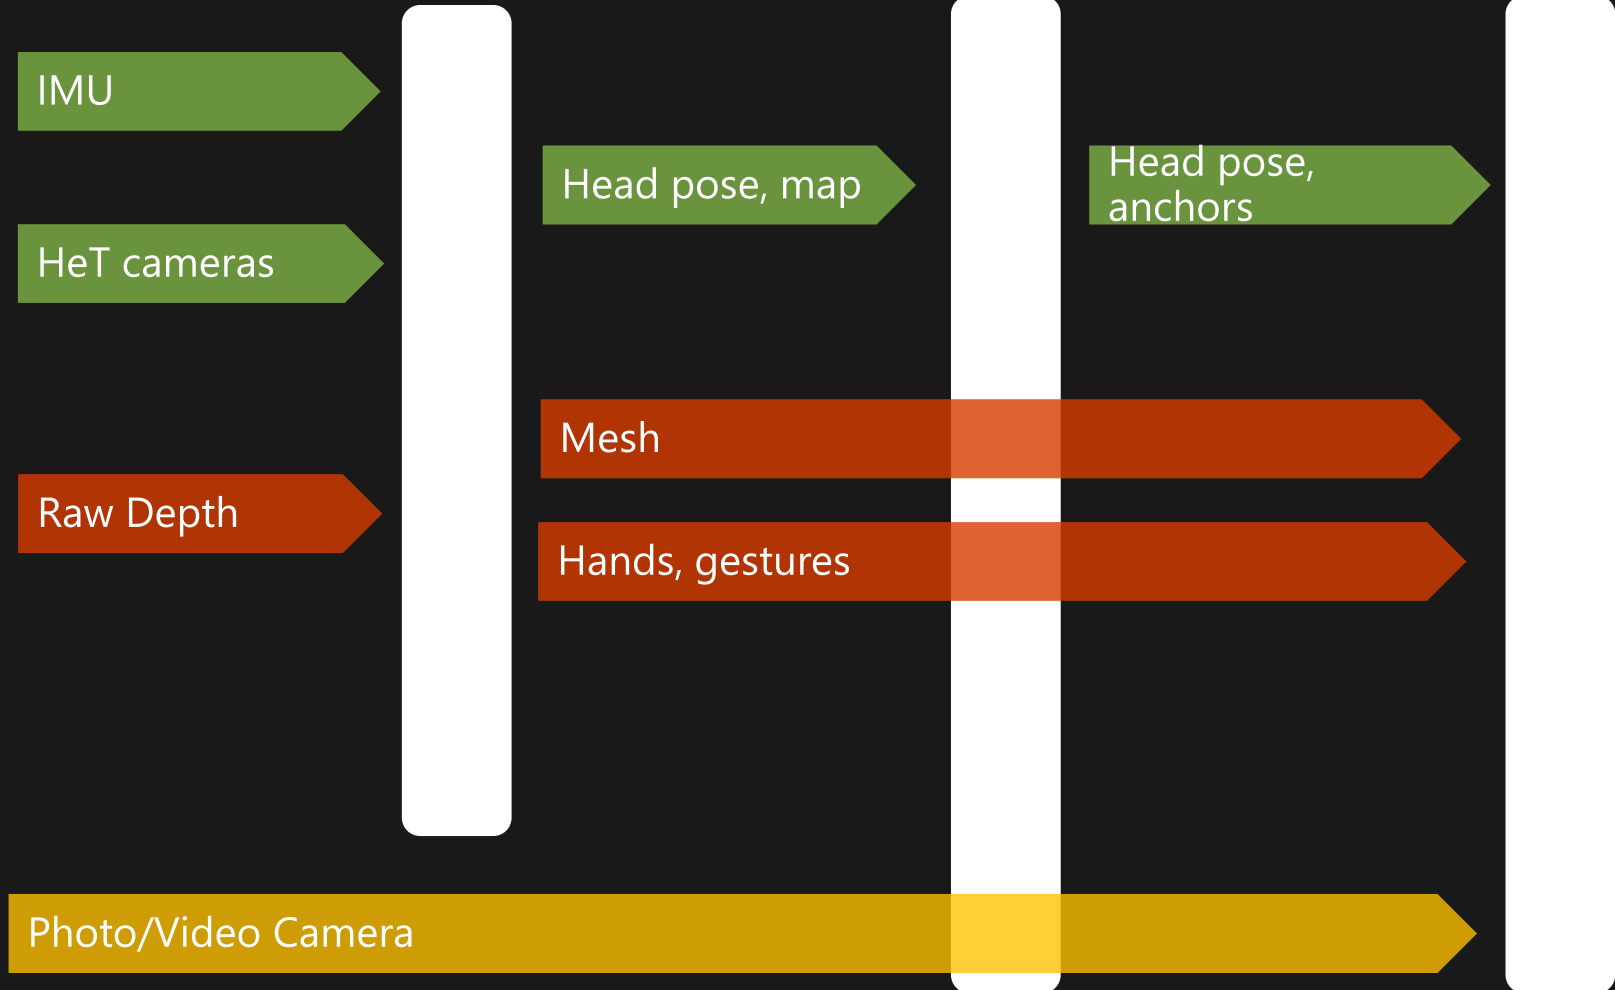 IMU
HeT cameras
Raw Depth
Head pose, map
Head pose,
anchors
Mesh
Hands, gestures
Photo/Video Camera